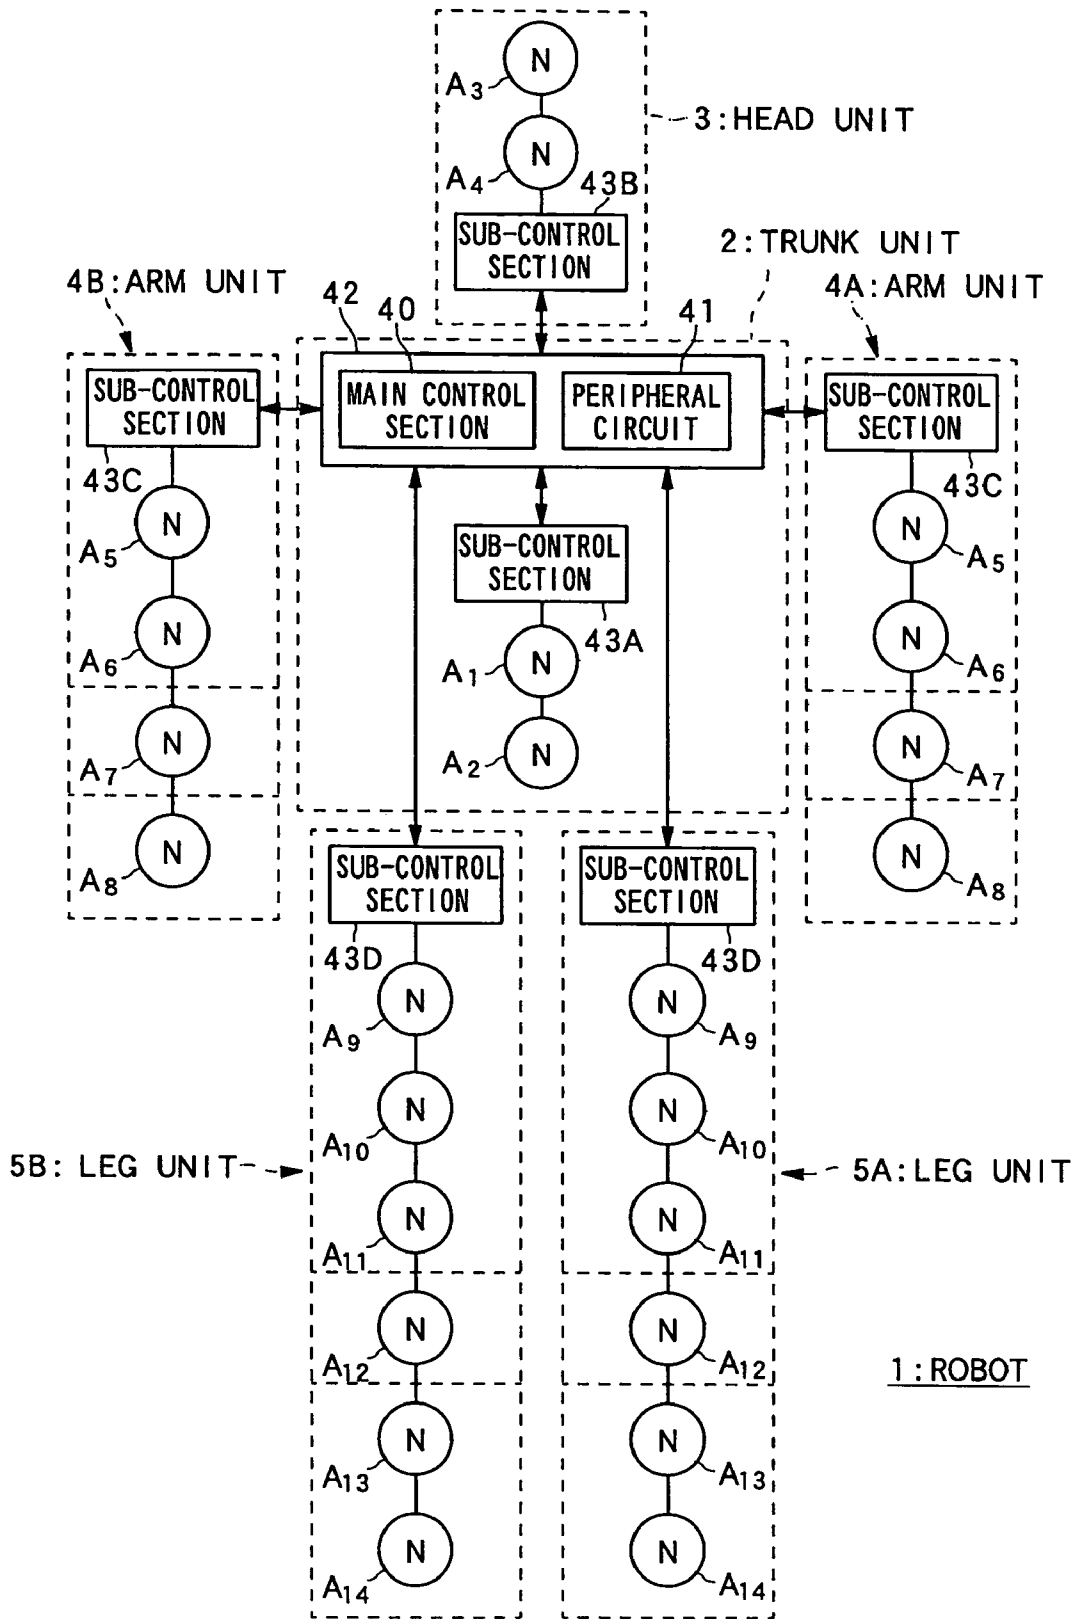 N
A3
3:HEAD UNIT
N
A4
43B
SUB-CONTROL
SECTION
2:TRUNK UNIT
4B:ARM UNIT
4A:ARM UNIT
42
40
41
SUB-CONTROL
SECTION
MAIN CONTROL
SECTION
PERIPHERAL
CIRCUIT
SUB-CONTROL
SECTION
43C
43C
N
A5
SUB-CONTROL
SECTION
N
A5
43A
N
A6
N
A1
N
A6
N
A7
N
A2
N
A7
N
A8
N
A8
SUB-CONTROL
SECTION
SUB-CONTROL
SECTION
43D
43D
N
A9
N
A9
N
A10
N
A10
5B: LEG UNIT
5A:LEG UNIT
N
A11
N
A11
N
A12
N
A12
1:ROBOT
N
A13
N
A13
N
A14
N
A14